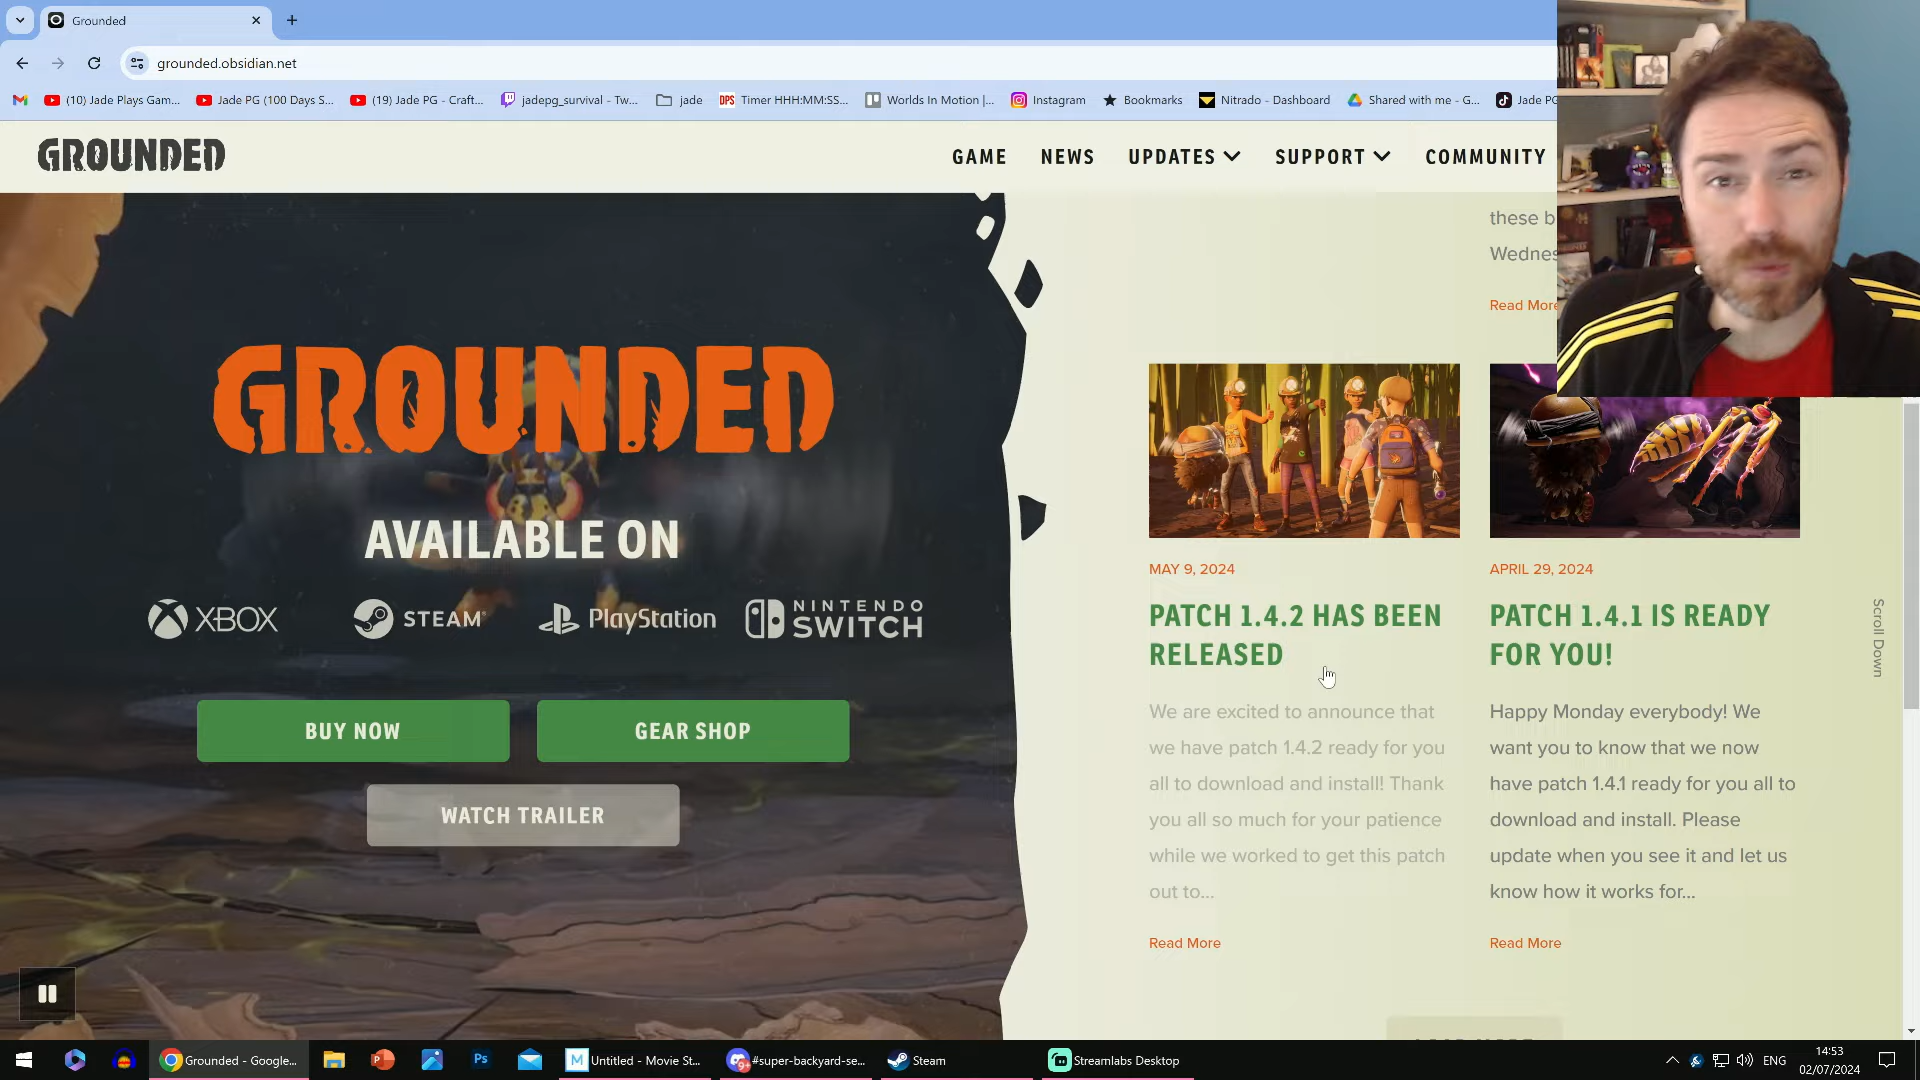 Grounded
grounded.obsidian.net
(10) Jade Plays Gam...
Jade PG (100 Days S...
(19) Jade PG - Craft...
jadepg_survival - Tw...
jade
DPS
Timer HHH:MM:SS...
Worlds In Motion |...
Instagram
Bookmarks
Nitrado - Dashboard
Shared with me - G...
Jade PG
GROUNDED
GAME
NEWS
UPDATES
SUPPORT
COMMUNITY
these b
Wednes
Read More
GROUNDED
AVAILABLE ON
XBOX
STEAM
PlayStation
NINTENDO
SWITCH
BUY NOW
GEAR SHOP
WATCH TRAILER
MAY 9, 2024
PATCH 1.4.2 HAS BEEN
RELEASED
We are excited to announce that
we have patch 1.4.2 ready for you
all to download and install! Thank
you all so much for your patience
while we worked to get this patch
out to...
Read More
APRIL 29, 2024
PATCH 1.4.1 IS READY
FOR YOU!
Happy Monday everybody! We
want you to know that we now
have patch 1.4.1 ready for you all to
download and install. Please
update when you see it and let us
know how it works for...
Read More
Scroll Down
Grounded - Google...
Ps
Untitled - Movie St...
#super-backyard-se...
Steam
Streamlabs Desktop
ENG
14:53
02/07/2024